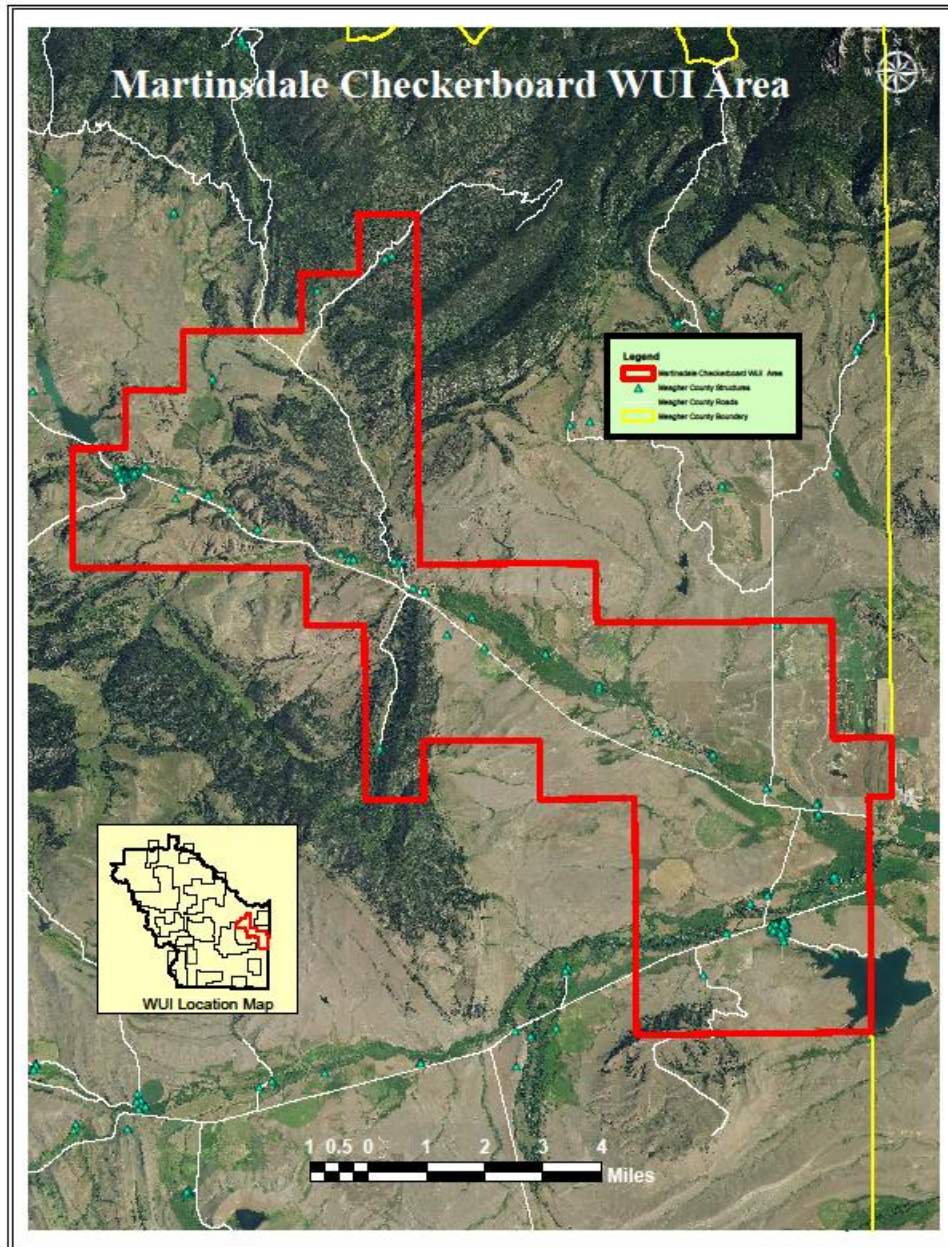 Martinsdale Checkerboard WUI Area
N
W
E
S
Legend
Martinsdale Checkerboard WUI Area
Meagher County Structures
Meagher County Roads
Meagher County Boundary
WUI Location Map
1 0.5 0 1 2 3 4
Miles